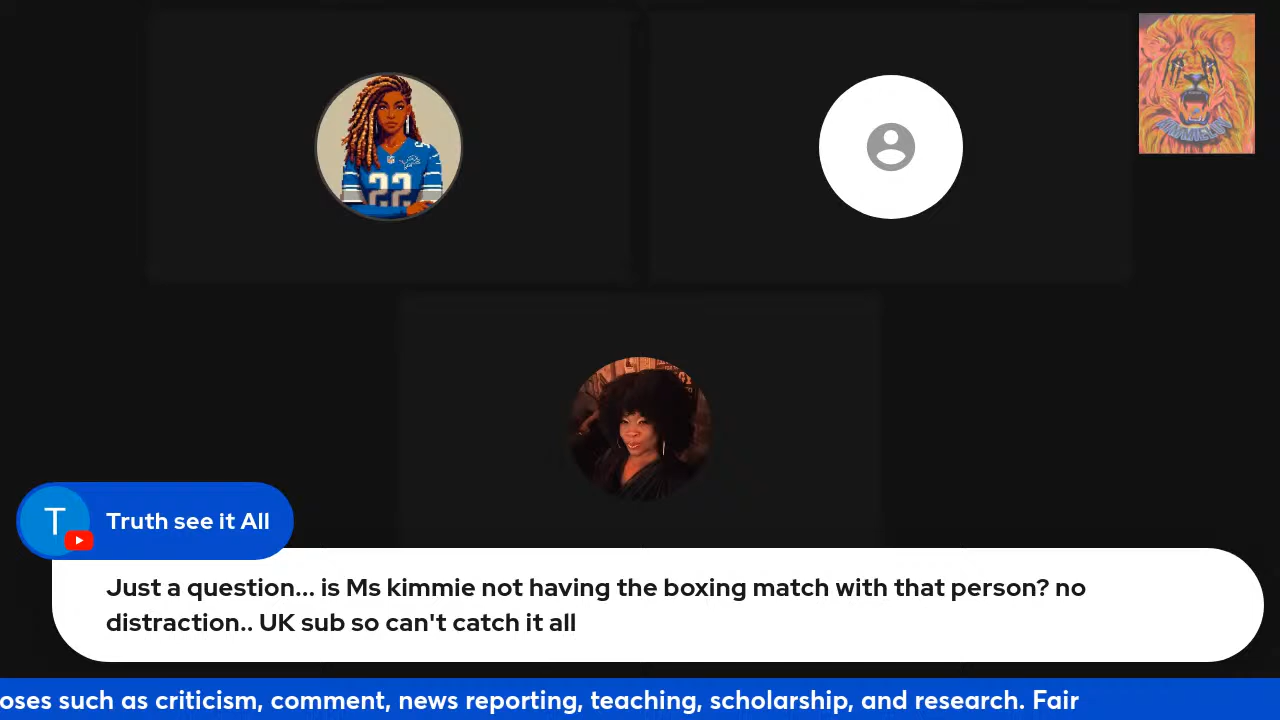 22
T
Truth see it All
Just a question... is Ms kimmie not having the boxing match with that person? no
distraction.. UK sub so can't catch it all
oses such as criticism, comment, news reporting, teaching, scholarship, and research. Fair